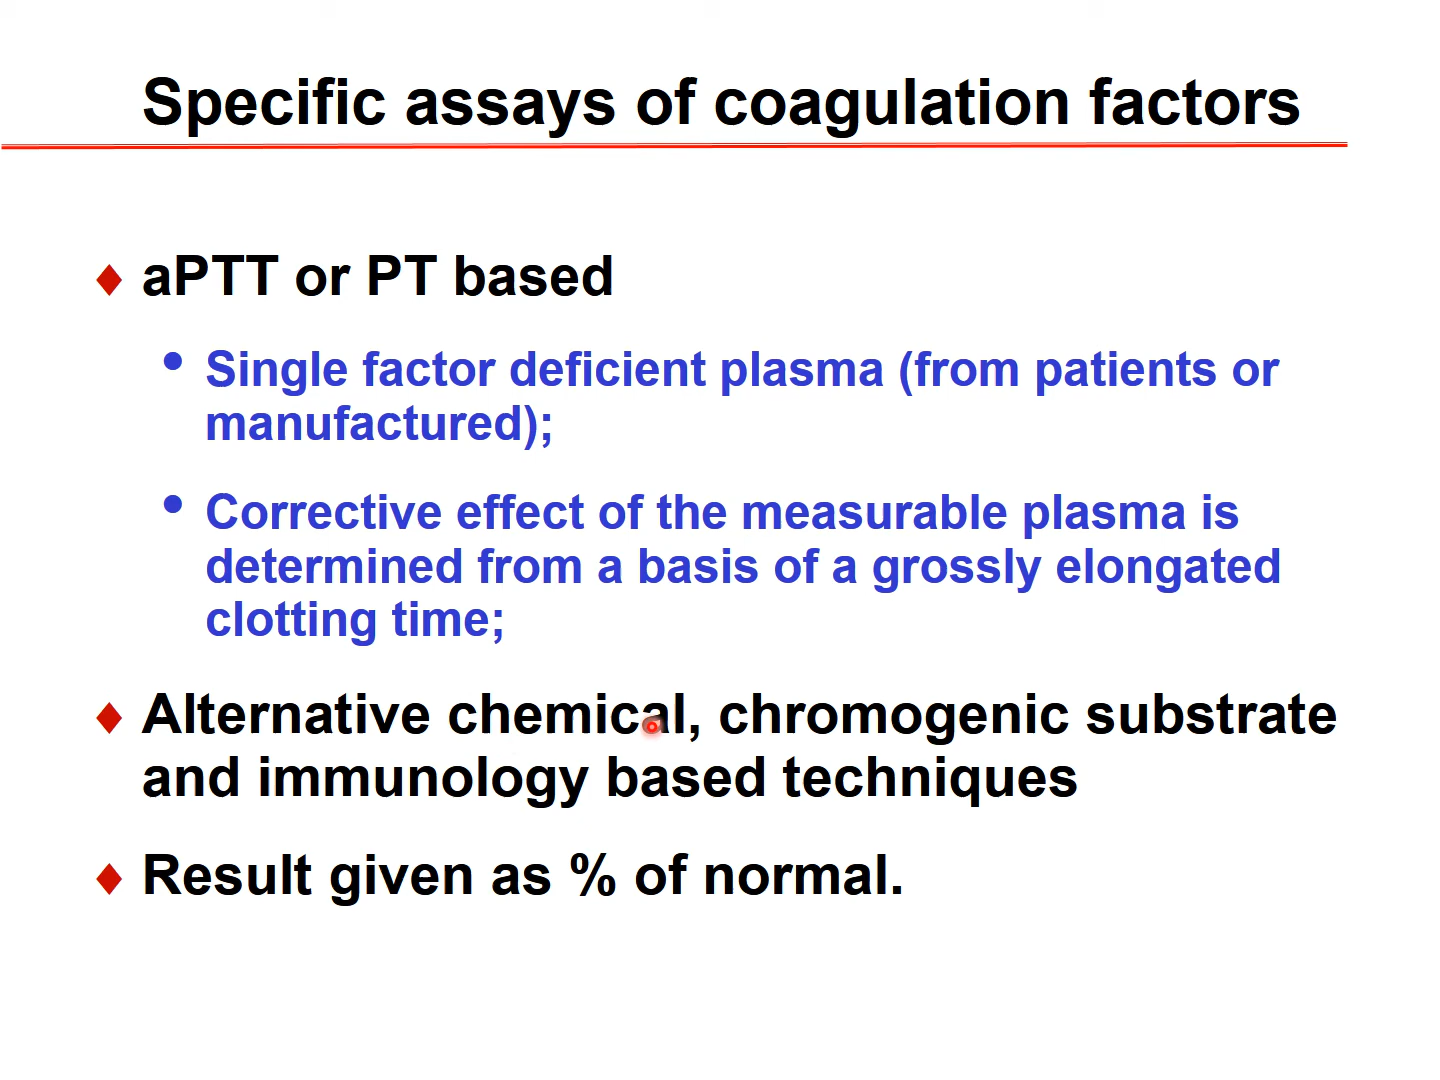 Specific assays of coagulation factors
aPTT or PT based
Single factor deficient plasma (from patients or
manufactured);
Corrective effect of the measurable plasma is
determined from a basis of a grossly elongated
clotting time;
Alternative chemical, chromogenic substrate
and immunology based techniques
Result given as % of normal.